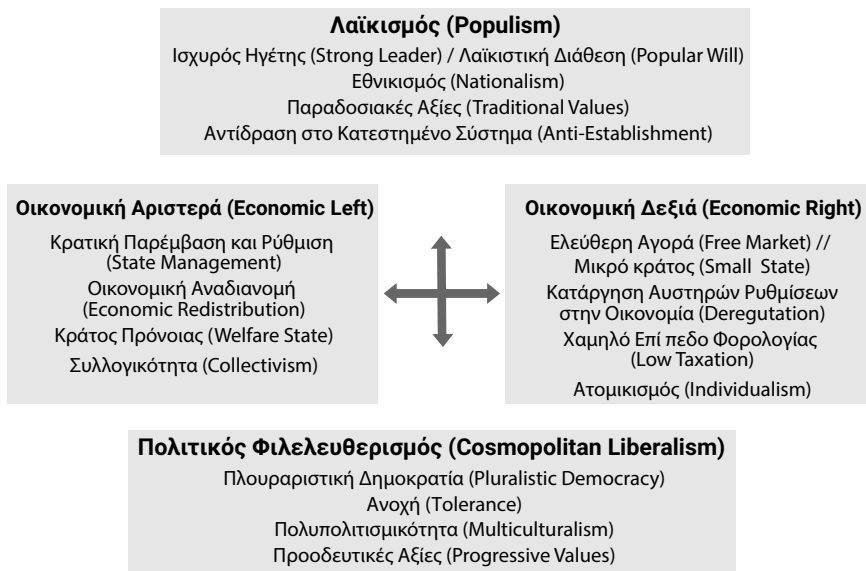 Λαϊκισμός (Populism)
Ισχυρός Ηγέτης (Strong Leader) / Λαϊκιστική Διάθεση (Popular Will)
Εθνικισμός (Nationalism)
Παραδοσιακές Αξίες (Traditional Values)
Αντίδραση στο Κατεστημένο Σύστημα (Anti-Establishment)
Οικονομική Αριστερά (Economic Left)
Κρατική Παρέμβαση και Ρύθμιση
(State Management)
Οικονομική Αναδιανομή
(Economic Redistribution)
Κράτος Πρόνοιας (Welfare State)
Συλλογικότητα (Collectivism)
Οικονομική Δεξιά (Economic Right)
Ελεύθερη Αγορά (Free Market) //
Μικρό κράτος (Small State)
Κατάργηση Αυστηρών Ρυθμίσεων
στην Οικονομία (Deregutation)
Χαμηλό Επί πεδο Φορολογίας
(Low Taxation)
Ατομικισμός (Individualism)
Πολιτικός Φιλελευθερισμός (Cosmopolitan Liberalism)
Πλουραριστική Δημοκρατία (Pluralistic Democracy)
Ανοχή (Tolerance)
Πολυπολιτισμικότητα (Multiculturalism)
Προοδευτικές Αξίες (Progressive Values)